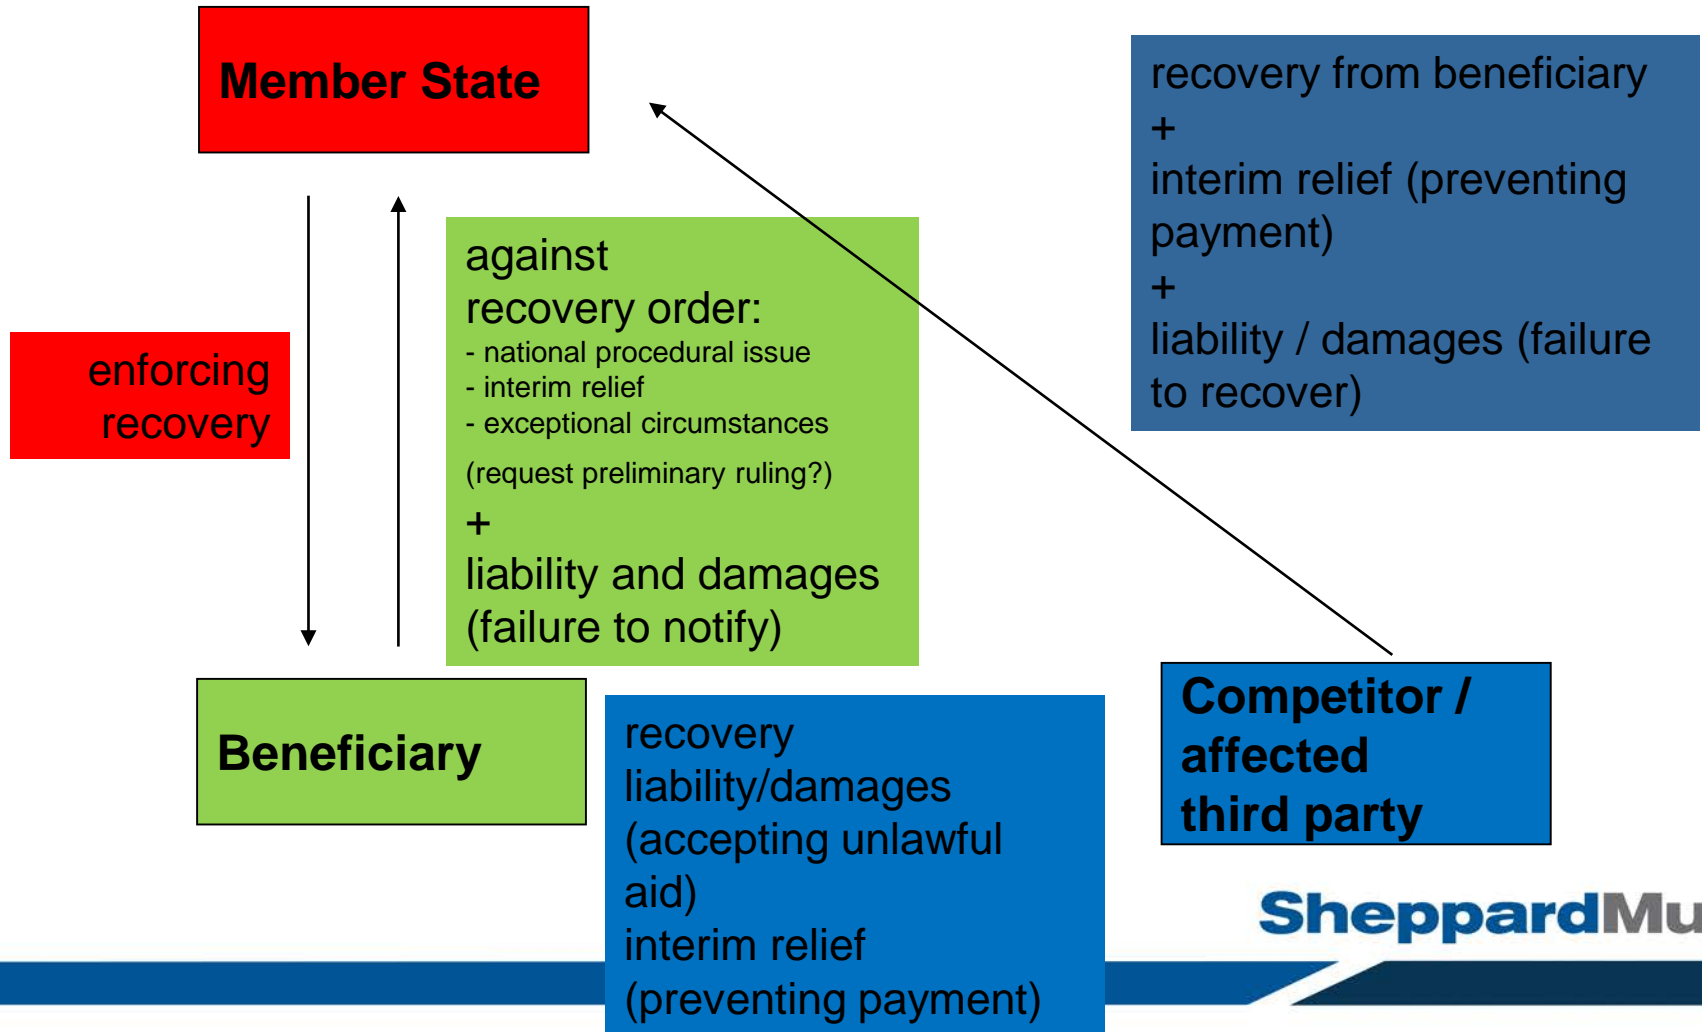 Member State
recovery from beneficiary
+
interim relief (preventing
payment)
+
liability / damages (failure
to recover)
enforcing
recovery
against
recovery order:
- national procedural issue
- interim relief
- exceptional circumstances
(request preliminary ruling?)
+
liability and damages
(failure to notify)
Beneficiary
recovery
liability/damages
(accepting unlawful
aid)
interim relief
(preventing payment)
Competitor /
affected
third party
SheppardMu